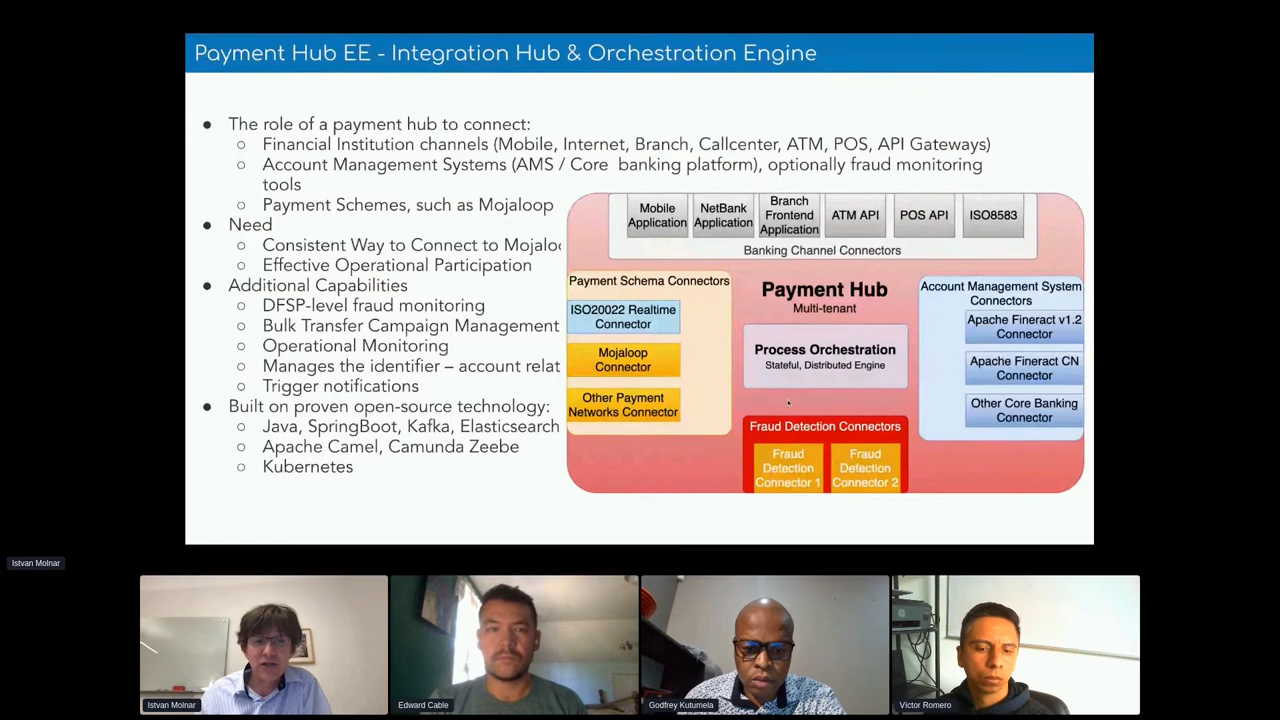 Payment Hub EE - Integration Hub & Orchestration Engine
● The role of a payment hub to connect:
○ Financial Institution channels (Mobile, Internet, Branch, Callcenter, ATM, POS, API Gateways)
○ Account Management Systems (AMS / Core banking platform), optionally fraud monitoring
tools
○ Payment Schemes, such as Mojaloop
● Need
○ Consistent Way to Connect to Mojaloo
○ Effective Operational Participation
● Additional Capabilities
○ DFSP-level fraud monitoring
○ Bulk Transfer Campaign Management
○ Operational Monitoring
○ Manages the identifier – account relat
○ Trigger notifications
● Built on proven open-source technology:
○ Java, SpringBoot, Kafka, Elasticsearch
○ Apache Camel, Camunda Zeebe
○ Kubernetes
Mobile
Application
NetBank
Application
Branch
Frontend
Application
ATM API
POS API
ISO8583
Banking Channel Connectors
Payment Schema Connectors
ISO20022 Realtime
Connector
Mojaloop
Connector
Other Payment
Networks Connector
Payment Hub
Multi-tenant
Process Orchestration
Stateful, Distributed Engine
Fraud Detection Connectors
Fraud
Detection
Connector 1
Fraud
Detection
Connector 2
Account Management System
Connectors
Apache Fineract v1.2
Connector
Apache Fineract CN
Connector
Other Core Banking
Connector
Istvan Molnar
Istvan Molnar
Edward Cable
Godfrey Kutumela
Víctor Romero